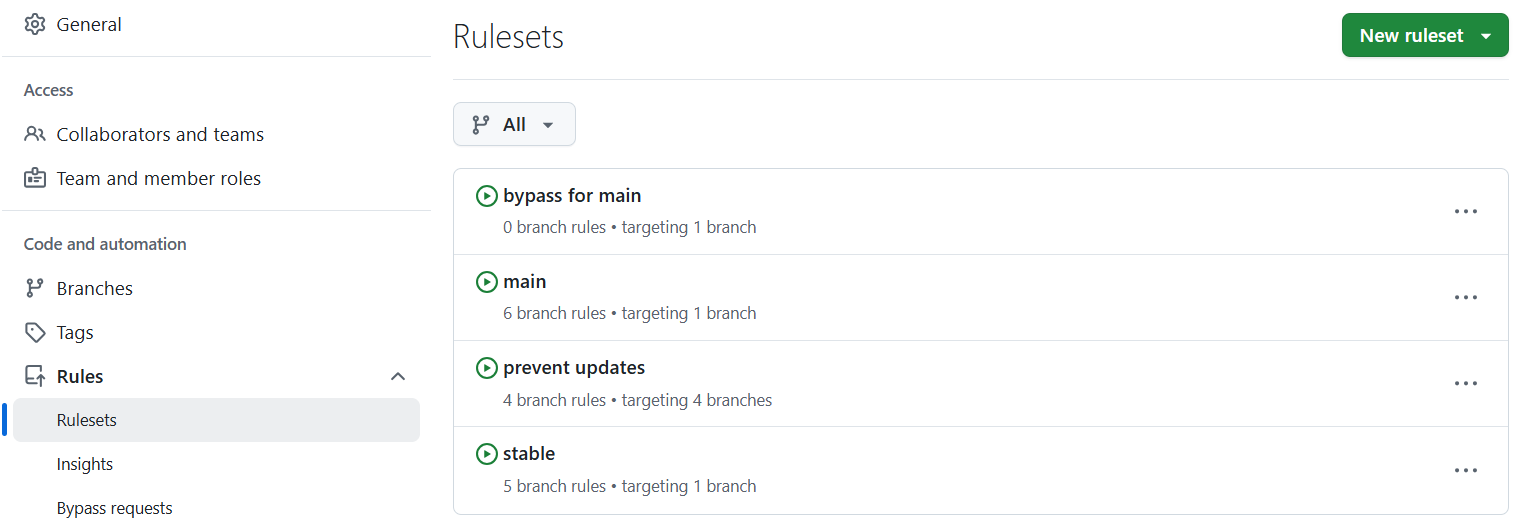 General
Access
Collaborators and teams
Team and member roles
Code and automation
Branches
Tags
Rules
Rulesets
Insights
Bypass requests
Rulesets
New ruleset
All
bypass for main
0 branch rules • targeting 1 branch
main
6 branch rules • targeting 1 branch
prevent updates
4 branch rules • targeting 4 branches
stable
5 branch rules • targeting 1 branch